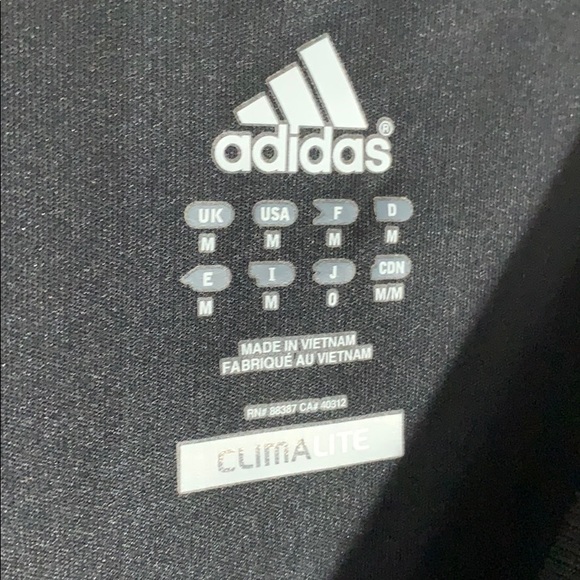 adidas®
UK USA F D
M M M M
E I J CDN
M M O M/M
MADE IN VIETNAM
FABRIQUÉ AU VIETNAM
RN# 88387 CA# 40312
CLIMALITE